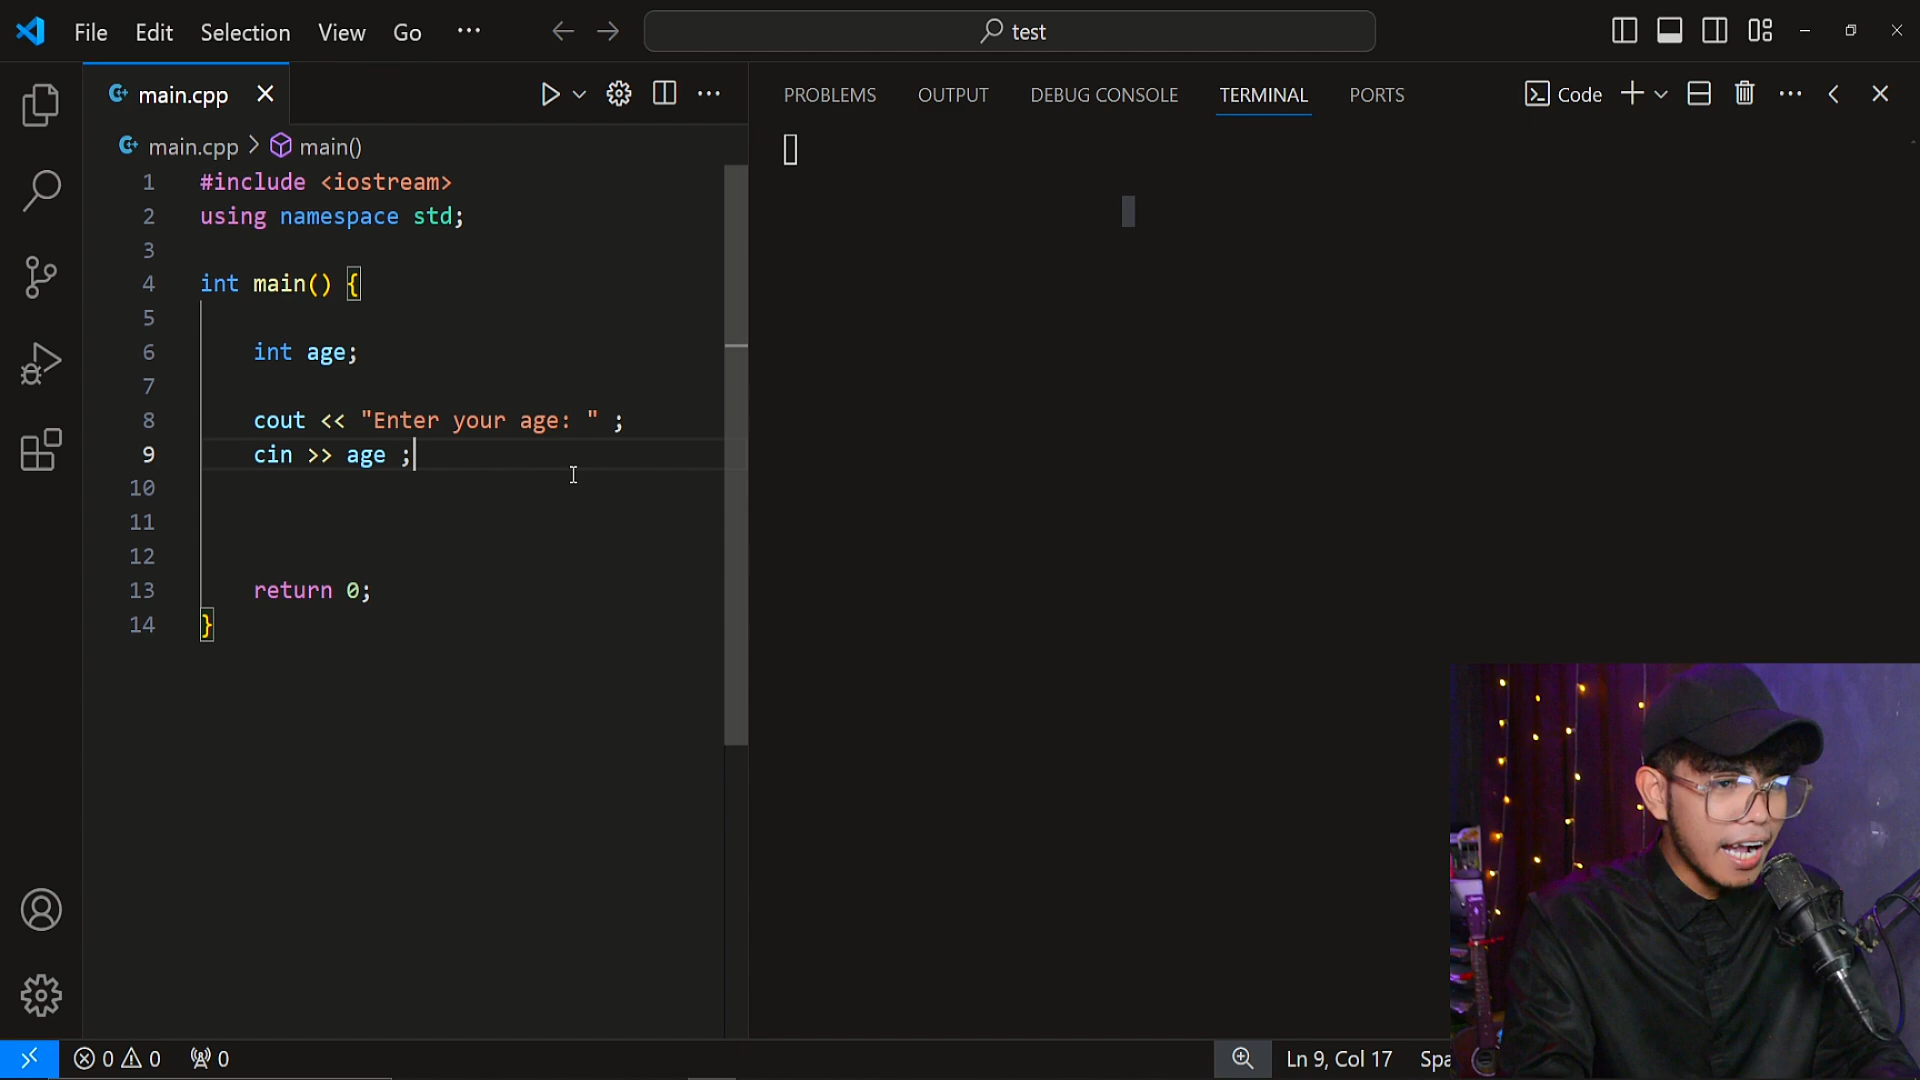 File Edit Selection View Go ··· test
main.cpp
PROBLEMS OUTPUT DEBUG CONSOLE TERMINAL PORTS Code
main.cpp > main()
1 #include <iostream>
2 using namespace std;
3
4 int main() {
5
6 int age;
7
8 cout << "Enter your age: " ;
9 cin >> age ;
10
11
12
13 return 0;
14 }
0 0 0 Ln 9, Col 17 Spa